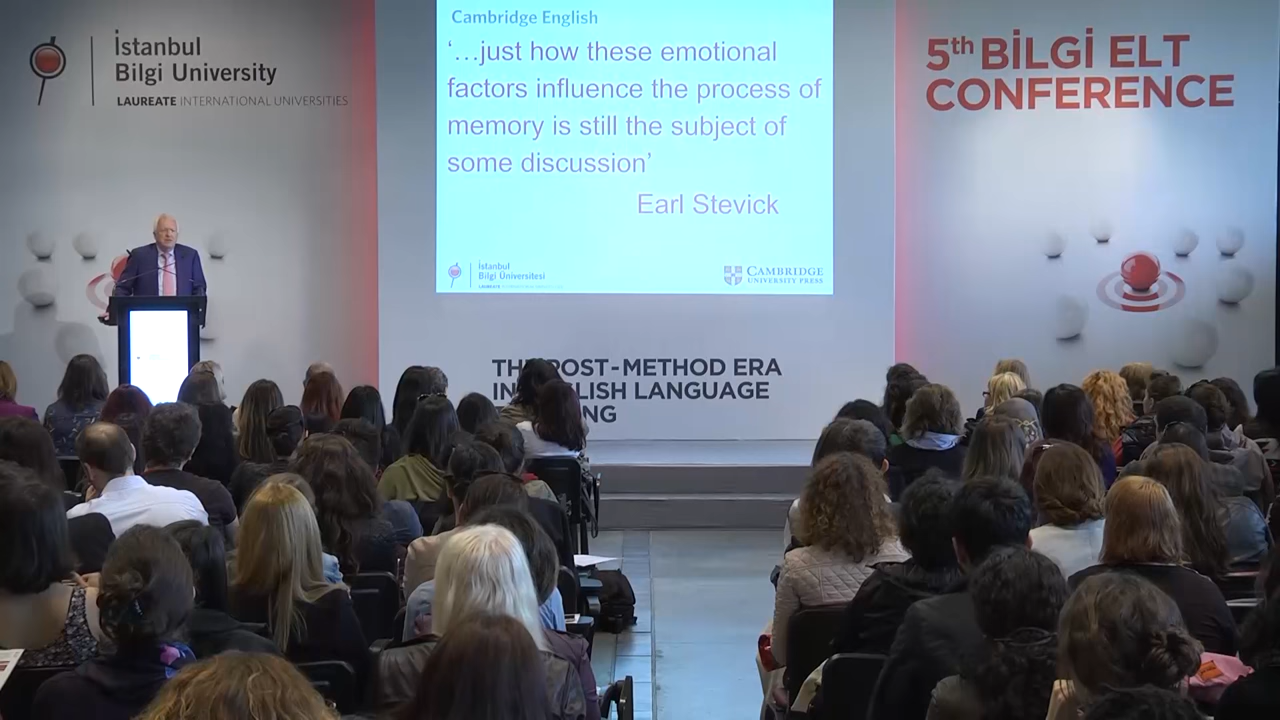 İstanbul
Bilgi University
LAUREATE INTERNATIONAL UNIVERSITIES
Cambridge English
‘…just how these emotional
factors influence the process of
memory is still the subject of
some discussion’
Earl Stevick
İstanbul
Bilgi Üniversitesi
CAMBRIDGE
UNIVERSITY PRESS
5th BİLGİ ELT
CONFERENCE
POST-METHOD ERA
LANGUAGE